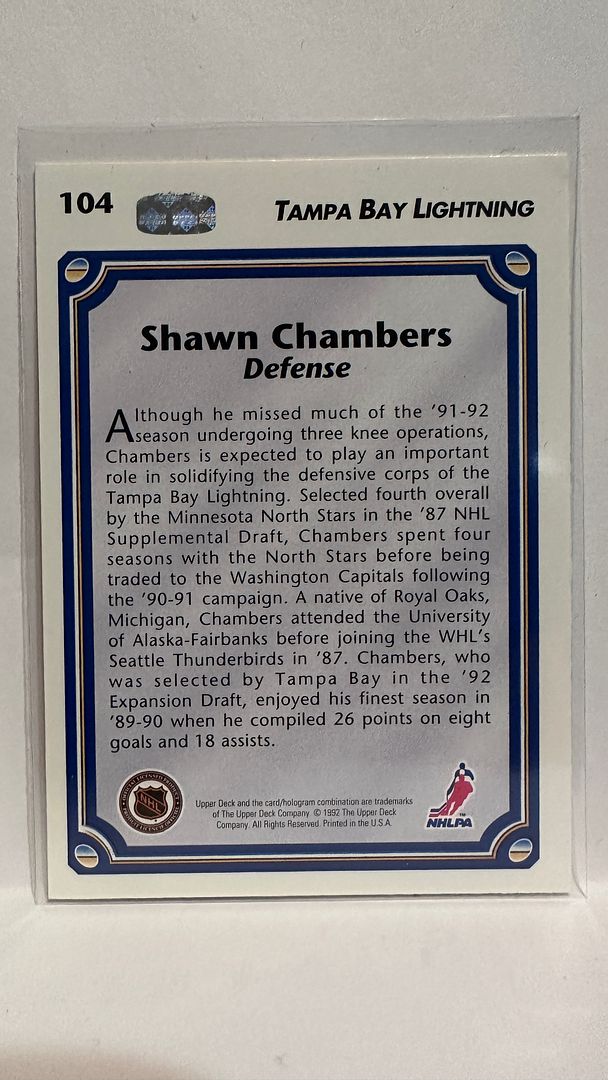 104
TAMPA BAY LIGHTNING
Shawn Chambers
Defense
Although he missed much of the '91-92
season undergoing three knee operations,
Chambers is expected to play an important
role in solidifying the defensive corps of the
Tampa Bay Lightning. Selected fourth overall
by the Minnesota North Stars in the '87 NHL
Supplemental Draft, Chambers spent four
seasons with the North Stars before being
traded to the Washington Capitals following
the '90-91 campaign. A native of Royal Oaks,
Michigan, Chambers attended the University
of Alaska-Fairbanks before joining the WHL's
Seattle Thunderbirds in '87. Chambers, who
was selected by Tampa Bay in the '92
Expansion Draft, enjoyed his finest season in
'89-90 when he compiled 26 points on eight
goals and 18 assists.
NHL
Upper Deck and the card/hologram combination are trademarks
of The Upper Deck Company. © 1992 The Upper Deck
Company. All Rights Reserved. Printed in the U.S.A.
NHLPA